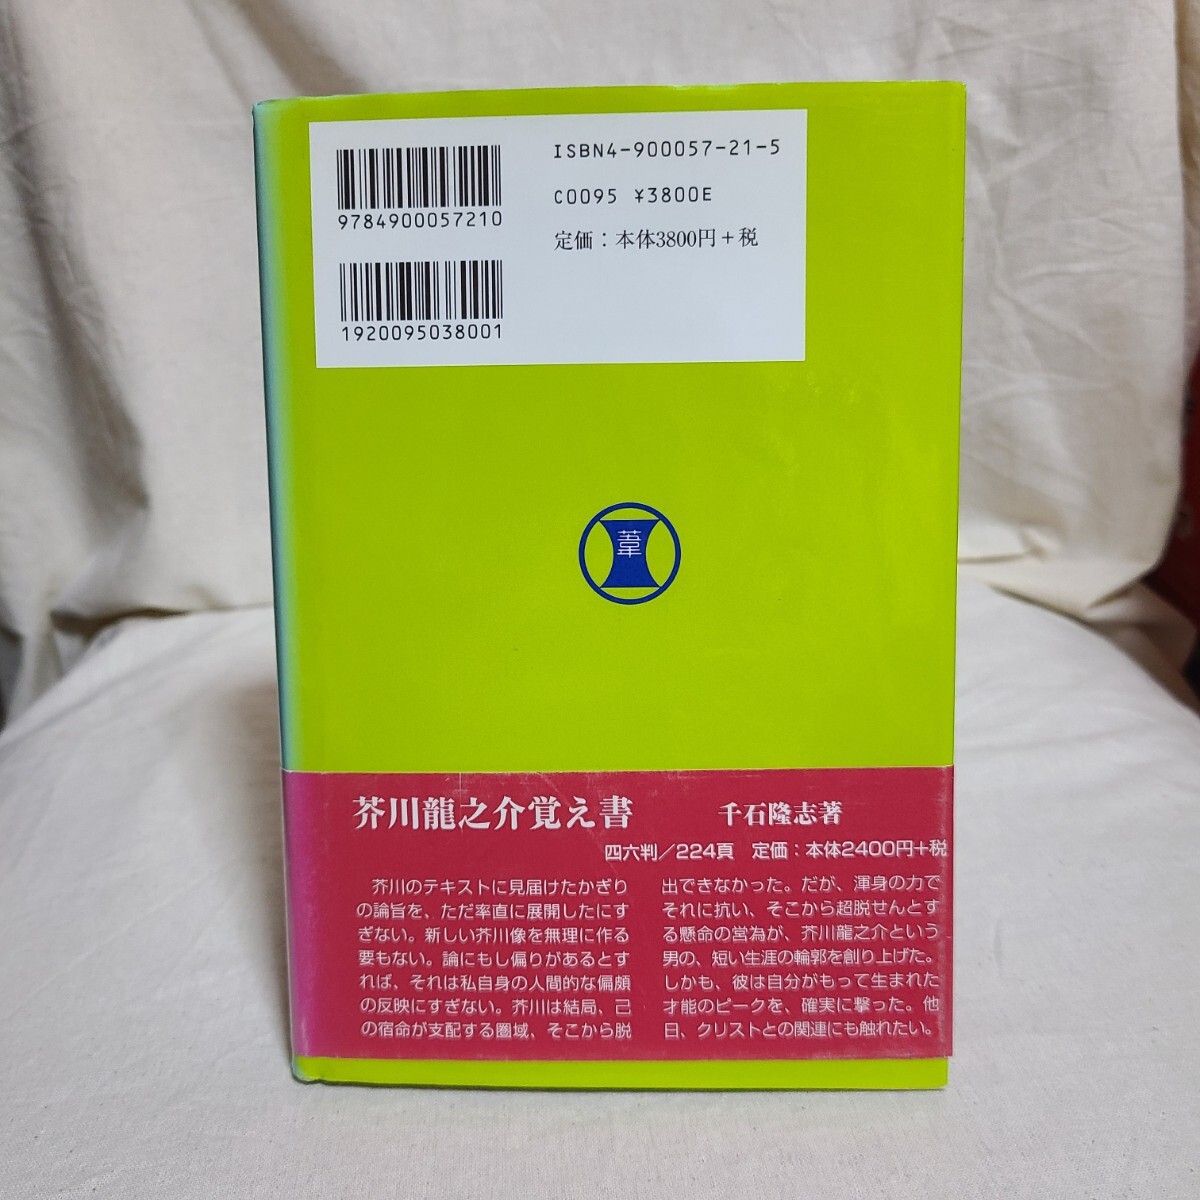 ISBN4-900057-21-5
C0095 ¥3800E
定価：本体3800円＋税
9784900057210
1920095038001
葦
芥川龍之介覚え書　千石隆志著
四六判／224頁　定価：本体2400円+税
芥川のテキストに見届けたかぎり
の論旨を、ただ率直に展開したにす
ぎない。新しい芥川像を無理に作る
要もない。論にもし偏りがあるとす
れば、それは私自身の人間的な偏頗
の反映にすぎない。芥川は結局、己
の宿命が支配する圏域、そこから脱
出できなかった。だが、渾身の力で
それに抗い、そこから超脱せんとす
る懸命の営為が、芥川龍之介という
男の、短い生涯の輪郭を創り上げた。
しかも、彼は自分がもって生まれた
才能のピークを、確実に撃った。他
日、クリストとの関連にも触れたい。